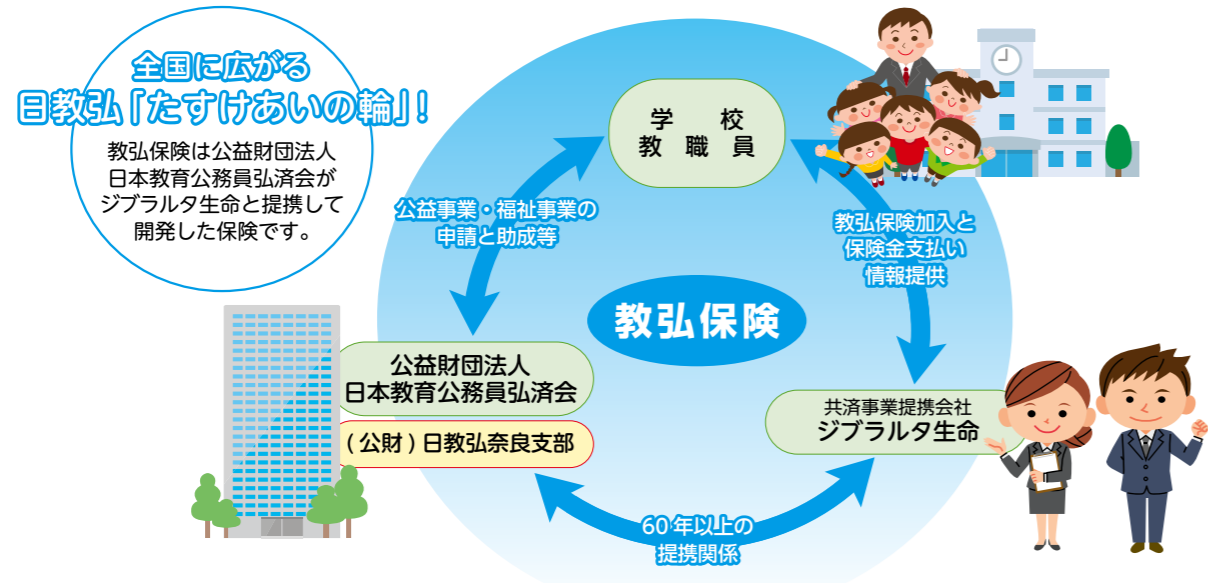 全国に広がる
日教弘「たすけあいの輪」!
教弘保険は公益財団法人
日本教育公務員弘済会が
ジブラルタ生命と提携して
開発した保険です。
学校
教職員
公益事業・福祉事業の
申請と助成等
教弘保険加入と
保険金支払い
情報提供
教弘保険
公益財団法人
日本教育公務員弘済会
(公財)日教弘奈良支部
共済事業提携会社
ジブラルタ生命
60年以上の
提携関係